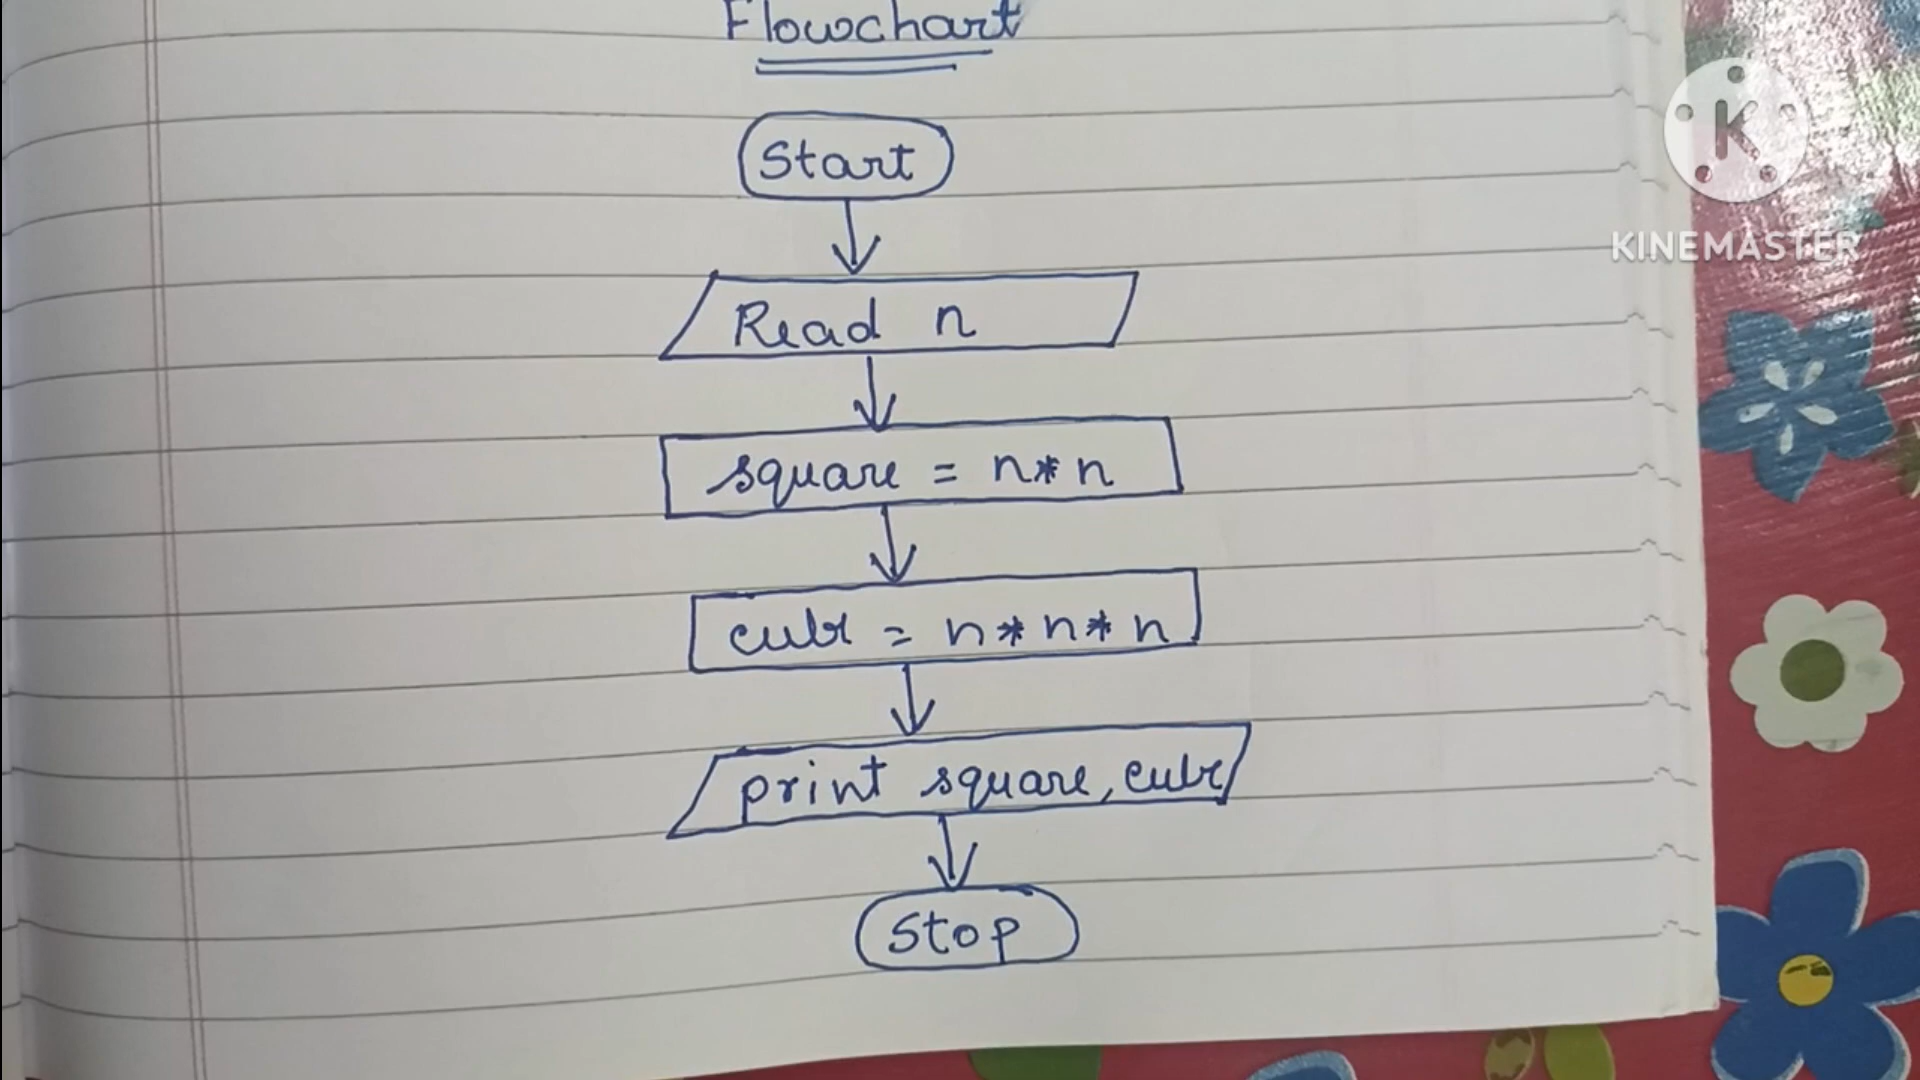 Flowchart
Start
Read n
square = n*n
cube = n*n*n
print square, cube
Stop
K
KINEMASTER